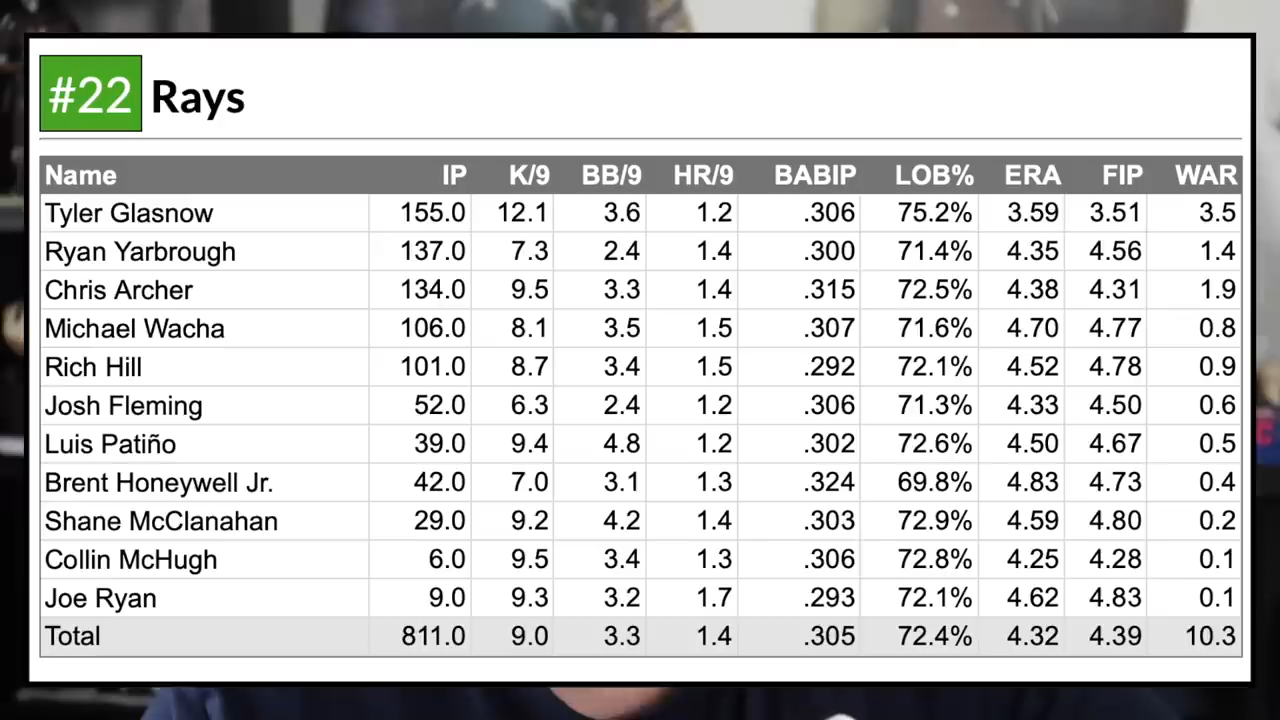 #22 Rays
Name IP K/9 BB/9 HR/9 BABIP LOB% ERA FIP WAR
Tyler Glasnow 155.0 12.1 3.6 1.2 .306 75.2% 3.59 3.51 3.5
Ryan Yarbrough 137.0 7.3 2.4 1.4 .300 71.4% 4.35 4.56 1.4
Chris Archer 134.0 9.5 3.3 1.4 .315 72.5% 4.38 4.31 1.9
Michael Wacha 106.0 8.1 3.5 1.5 .307 71.6% 4.70 4.77 0.8
Rich Hill 101.0 8.7 3.4 1.5 .292 72.1% 4.52 4.78 0.9
Josh Fleming 52.0 6.3 2.4 1.2 .306 71.3% 4.33 4.50 0.6
Luis Patiño 39.0 9.4 4.8 1.2 .302 72.6% 4.50 4.67 0.5
Brent Honeywell Jr. 42.0 7.0 3.1 1.3 .324 69.8% 4.83 4.73 0.4
Shane McClanahan 29.0 9.2 4.2 1.4 .303 72.9% 4.59 4.80 0.2
Collin McHugh 6.0 9.5 3.4 1.3 .306 72.8% 4.25 4.28 0.1
Joe Ryan 9.0 9.3 3.2 1.7 .293 72.1% 4.62 4.83 0.1
Total 811.0 9.0 3.3 1.4 .305 72.4% 4.32 4.39 10.3